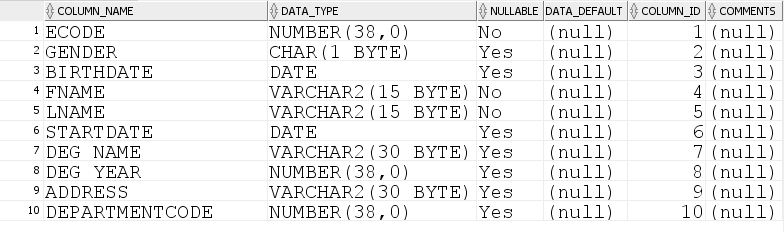 COLUMN_NAME DATA_TYPE NULLABLE DATA_DEFAULT COLUMN_ID COMMENTS
1 ECODE NUMBER(38,0) No (null) 1 (null)
2 GENDER CHAR(1 BYTE) Yes (null) 2 (null)
3 BIRTHDATE DATE Yes (null) 3 (null)
4 FNAME VARCHAR2(15 BYTE) No (null) 4 (null)
5 LNAME VARCHAR2(15 BYTE) No (null) 5 (null)
6 STARTDATE DATE Yes (null) 6 (null)
7 DEG NAME VARCHAR2(30 BYTE) Yes (null) 7 (null)
8 DEG YEAR NUMBER(38,0) Yes (null) 8 (null)
9 ADDRESS VARCHAR2(30 BYTE) Yes (null) 9 (null)
10 DEPARTMENTCODE NUMBER(38,0) Yes (null) 10 (null)